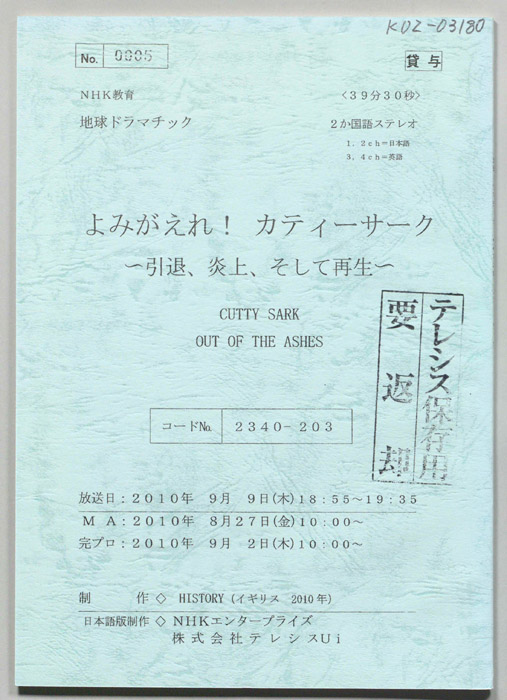 K02-03180
No. 0005
貸与
NHK教育
〈39分30秒〉
地球ドラマチック
2か国語ステレオ
1.2ch=日本語
3.4ch=英語
よみがえれ! カティーサーク
~引退、炎上、そして再生~
CUTTY SARK
OUT OF THE ASHES
テレシス保存用
要返却
コードNo. 2340-203
放送日:2010年 9月 9日(木)18:55~19:35
MA:2010年 8月27日(金)10:00~
完プロ:2010年 9月 2日(木)10:00~
制作◇ HISTORY(イギリス 2010年)
日本語版制作◇ NHKエンタープライズ
株式会社テレシスUi